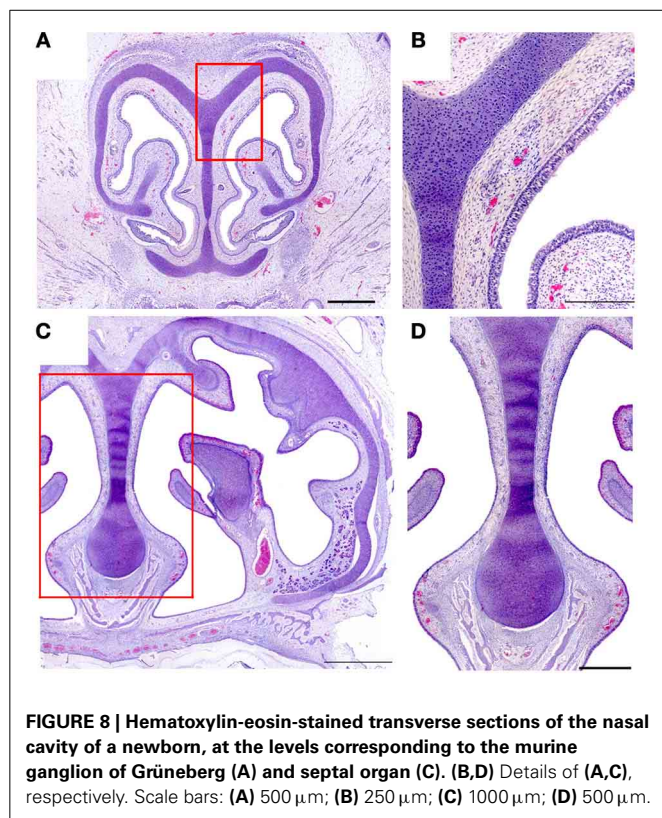 A
B
C
D
FIGURE 8 | Hematoxylin-eosin-stained transverse sections of the nasal
cavity of a newborn, at the levels corresponding to the murine
ganglion of Grüneberg (A) and septal organ (C). (B,D) Details of (A,C),
respectively. Scale bars: (A) 500 μm; (B) 250 μm; (C) 1000 μm; (D) 500 μm.